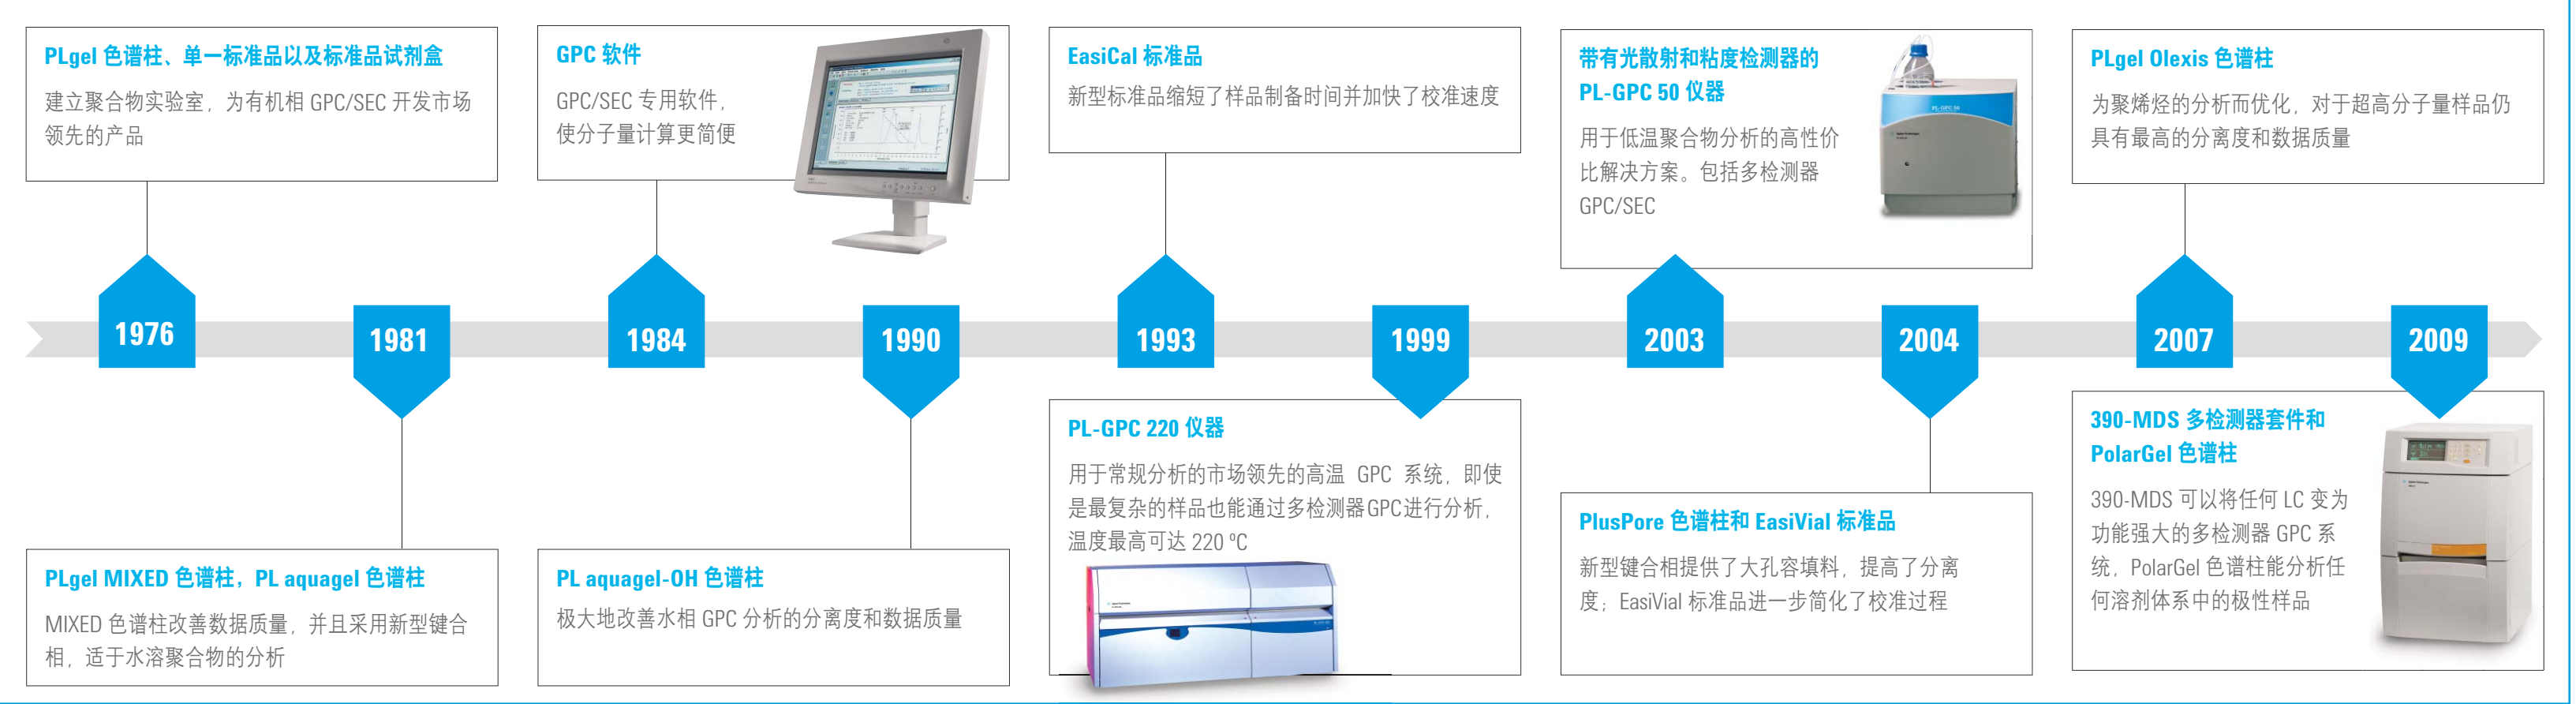 PLgel 色谱柱、单一标准品以及标准品试剂盒
建立聚合物实验室，为有机相 GPC/SEC 开发市场
领先的产品
GPC 软件
GPC/SEC 专用软件，
使分子量计算更简便
EasiCal 标准品
新型标准品缩短了样品制备时间并加快了校准速度
带有光散射和粘度检测器的
PL-GPC 50 仪器
用于低温聚合物分析的高性价
比解决方案。包括多检测器
GPC/SEC
PL-GPC 50
PLgel Olexis 色谱柱
为聚烯烃的分析而优化，对于超高分子量样品仍
具有最高的分离度和数据质量
1976
1981
1984
1990
1993
1999
2003
2004
2007
2009
PLgel MIXED 色谱柱，PL aquagel 色谱柱
MIXED 色谱柱改善数据质量，并且采用新型键合
相，适于水溶聚合物的分析
PL aquagel-OH 色谱柱
极大地改善水相 GPC 分析的分离度和数据质量
PL-GPC 220 仪器
用于常规分析的市场领先的高温 GPC 系统，即使
是最复杂的样品也能通过多检测器GPC进行分析，
温度最高可达 220 ºC
PlusPore 色谱柱和 EasiVial 标准品
新型键合相提供了大孔容填料，提高了分离
度；EasiVial 标准品进一步简化了校准过程
390-MDS 多检测器套件和
PolarGel 色谱柱
390-MDS 可以将任何 LC 变为
功能强大的多检测器 GPC 系
统，PolarGel 色谱柱能分析任
何溶剂体系中的极性样品